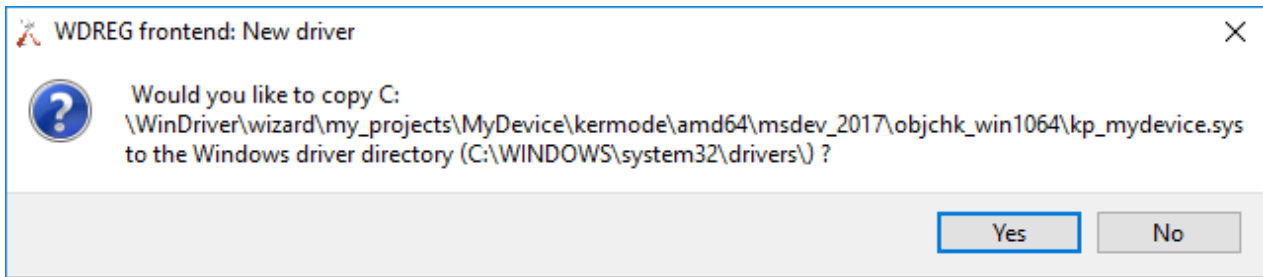 WDREG frontend: New driver
Would you like to copy C:
\WinDriver\wizard\my_projects\MyDevice\kermode\amd64\msdev_2017\objchk_win1064\kp_mydevice.sys
to the Windows driver directory (C:\WINDOWS\system32\drivers\) ?
Yes
No